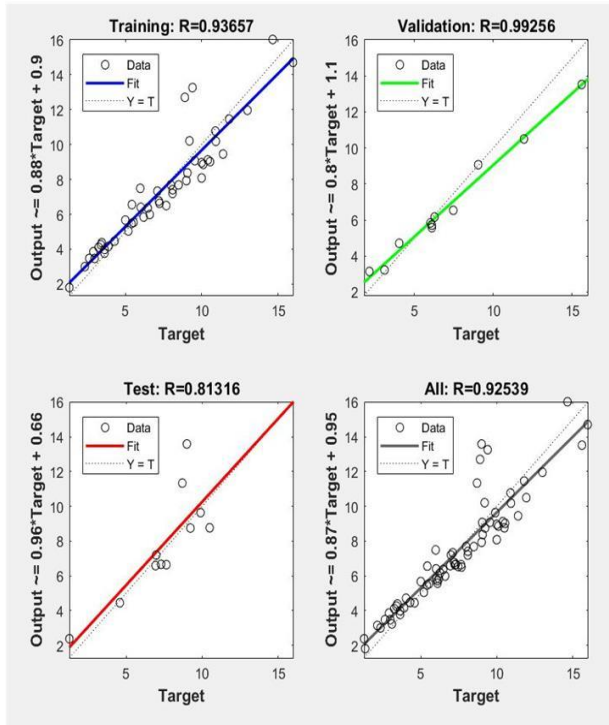 Training: R=0.93657
Output ~= 0.88*Target + 0.9
16
14
12
10
8
6
4
2
Data
Fit
Y = T
5
10
15
Target
Validation: R=0.99256
Output ~= 0.8*Target + 1.1
16
14
12
10
8
6
4
2
Data
Fit
Y = T
5
10
15
Target
Test: R=0.81316
Output ~= 0.96*Target + 0.66
16
14
12
10
8
6
4
2
Data
Fit
Y = T
5
10
15
Target
All: R=0.92539
Output ~= 0.87*Target + 0.95
16
14
12
10
8
6
4
2
Data
Fit
Y = T
5
10
15
Target